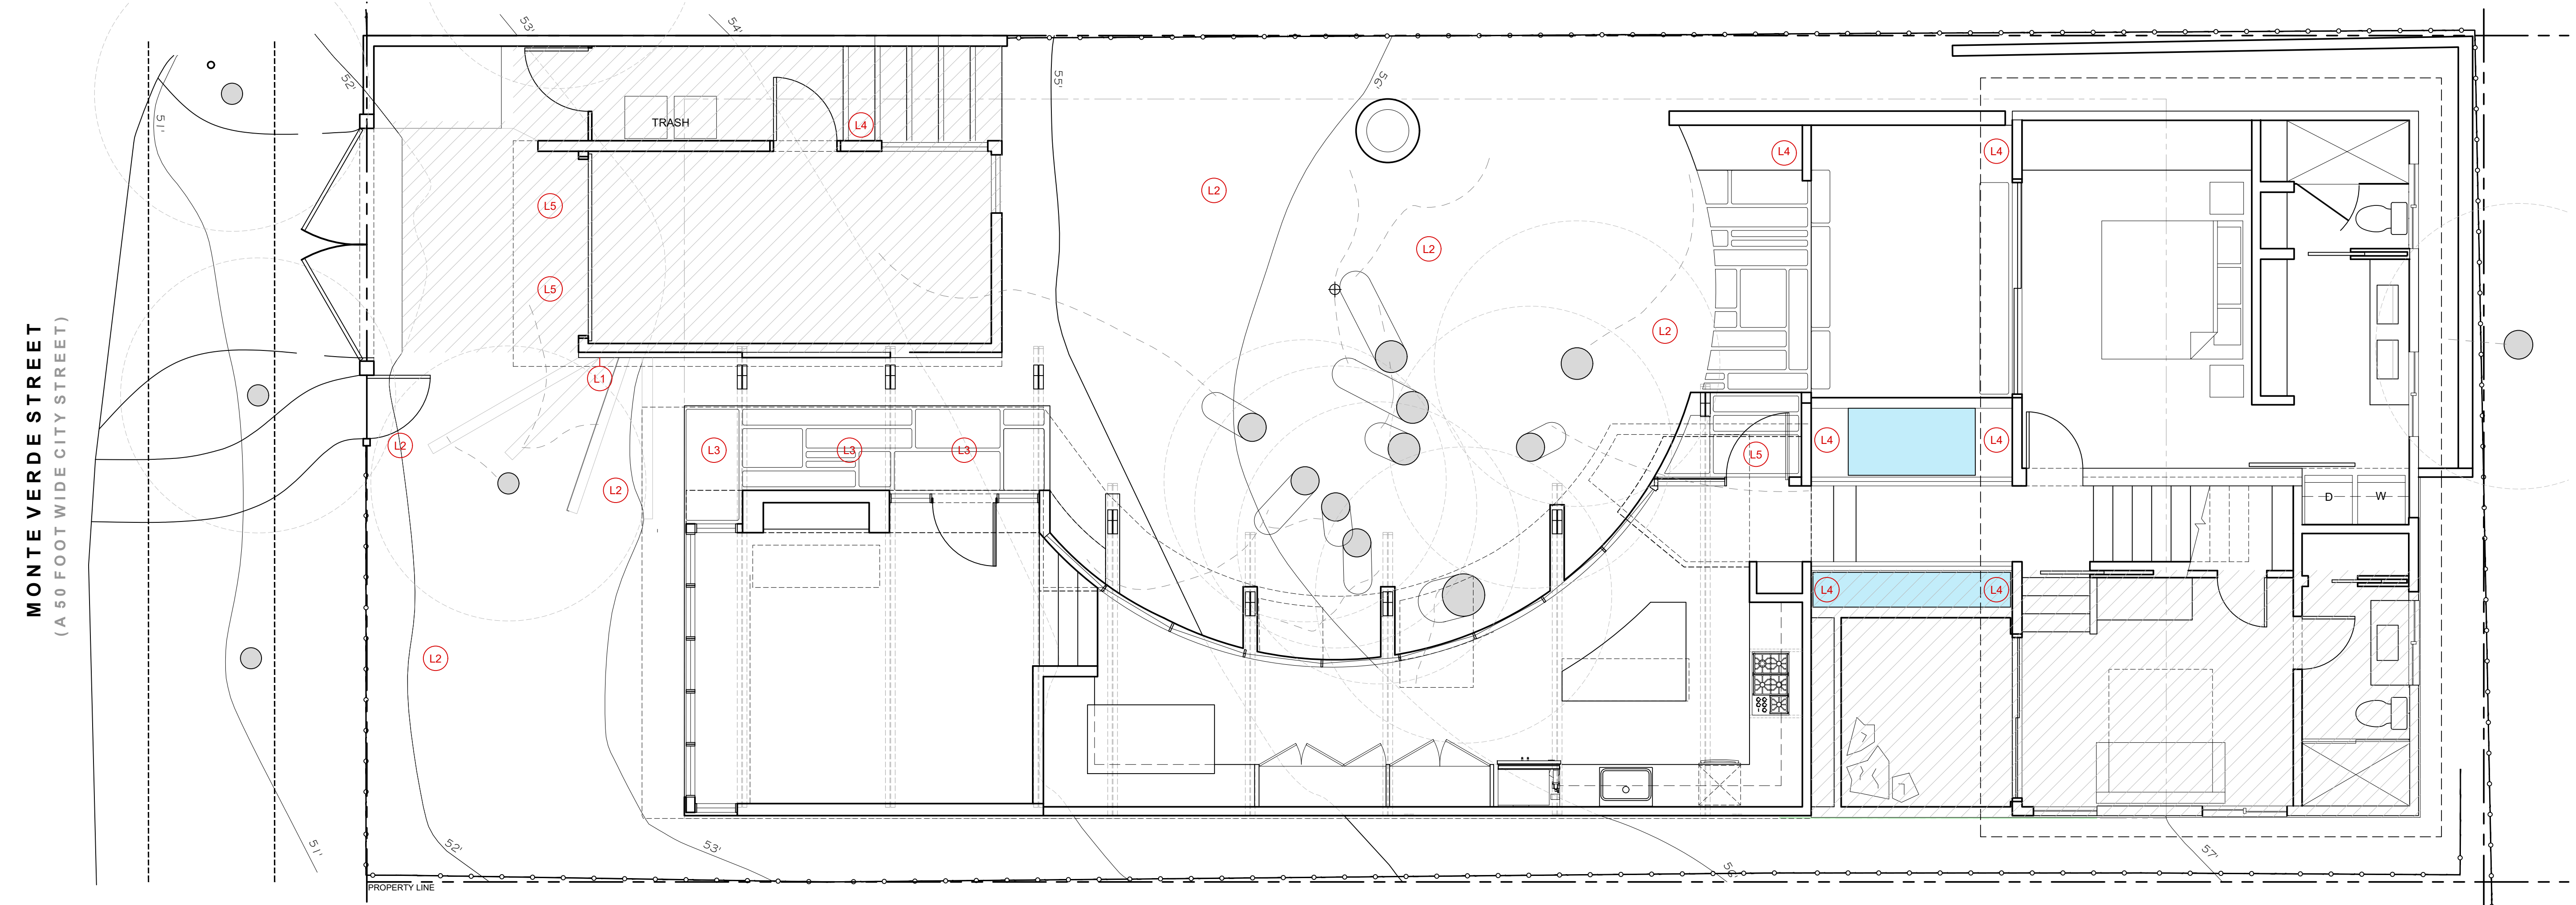 MONTE VERDE STREET
(A 50 FOOT WIDE CITY STREET)
53'
54'
52'
51'
55'
56'
TRASH
L4
L4
L4
L5
L2
L2
L5
L2
L1
L2
L3
L3
L3
L5
L4
L4
L2
D
W
L4
L4
L2
51'
52'
53'
56'
57'
PROPERTY LINE